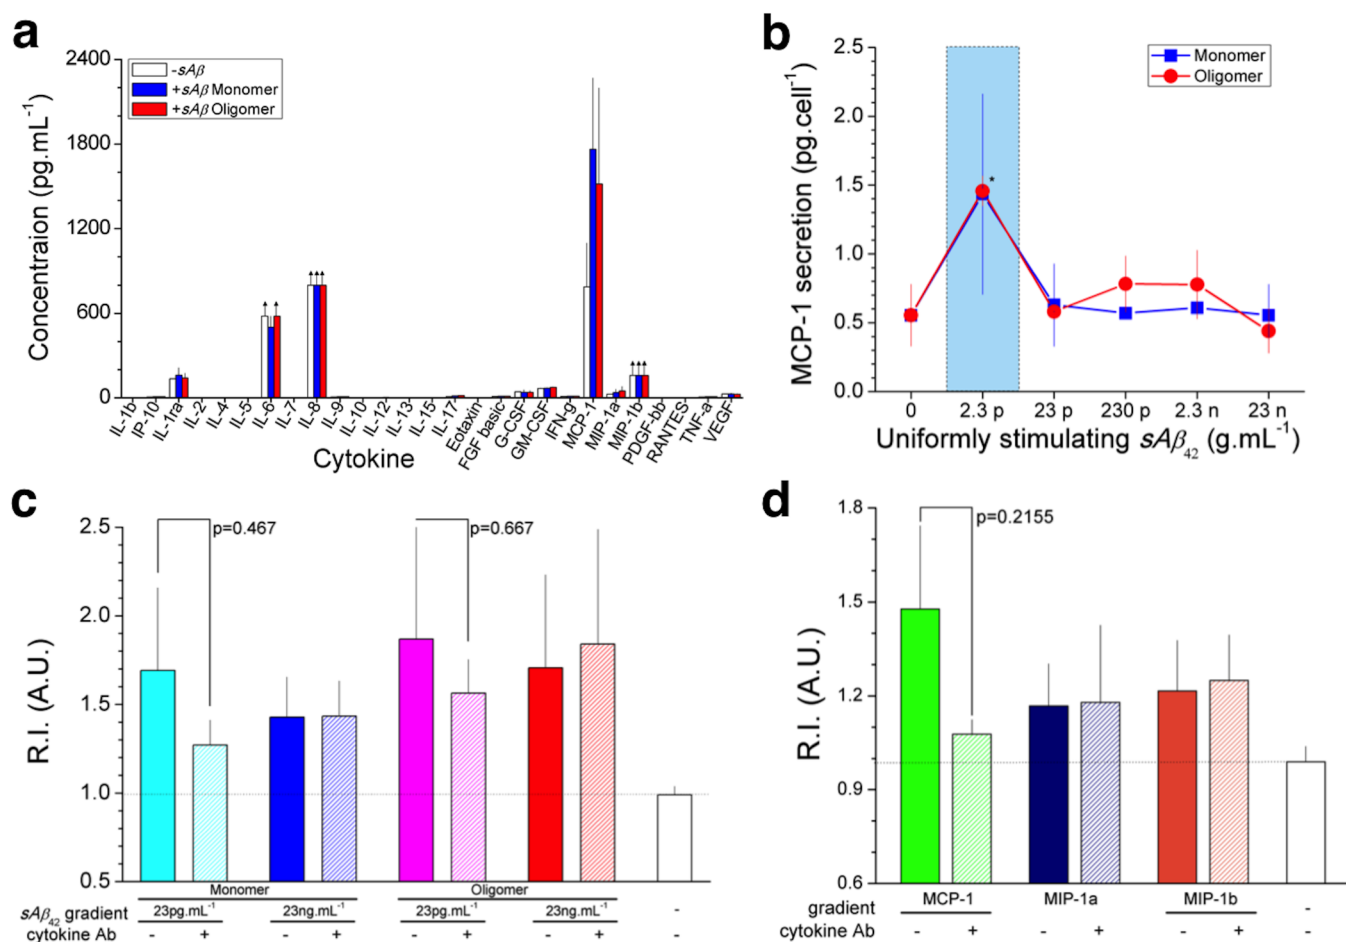 a
2400
1800
1200
600
0
Concentraion (pg.mL⁻¹)
-sAβ
+sAβ Monomer
+sAβ Oligomer
IL-1b
IP-10
IL-1ra
IL-2
IL-4
IL-5
IL-6
IL-7
IL-8
IL-9
IL-10
IL-12
IL-13
IL-15
IL-17
Eotaxin
FGF basic
G-CSF
GM-CSF
IFN-g
MCP-1
MIP-1a
MIP-1b
PDGF-bb
RANTES
TNF-a
VEGF
Cytokine
b
2.5
2.0
1.5
1.0
0.5
0.0
MCP-1 secretion (pg.cell⁻¹)
Monomer
Oligomer
*
0 2.3 p 23 p 230 p 2.3 n 23 n
Uniformly stimulating sAβ₄₂ (g.mL⁻¹)
c
2.5
2.0
1.5
1.0
0.5
R.I. (A.U.)
p=0.467
p=0.667
Monomer Oligomer
sAβ₄₂ gradient 23pg.mL⁻¹ 23ng.mL⁻¹ 23pg.mL⁻¹ 23ng.mL⁻¹ -
cytokine Ab - + - + - + - + -
d
1.8
1.5
1.2
0.9
0.6
R.I. (A.U.)
p=0.2155
gradient MCP-1 MIP-1a MIP-1b -
cytokine Ab - + - + - + -